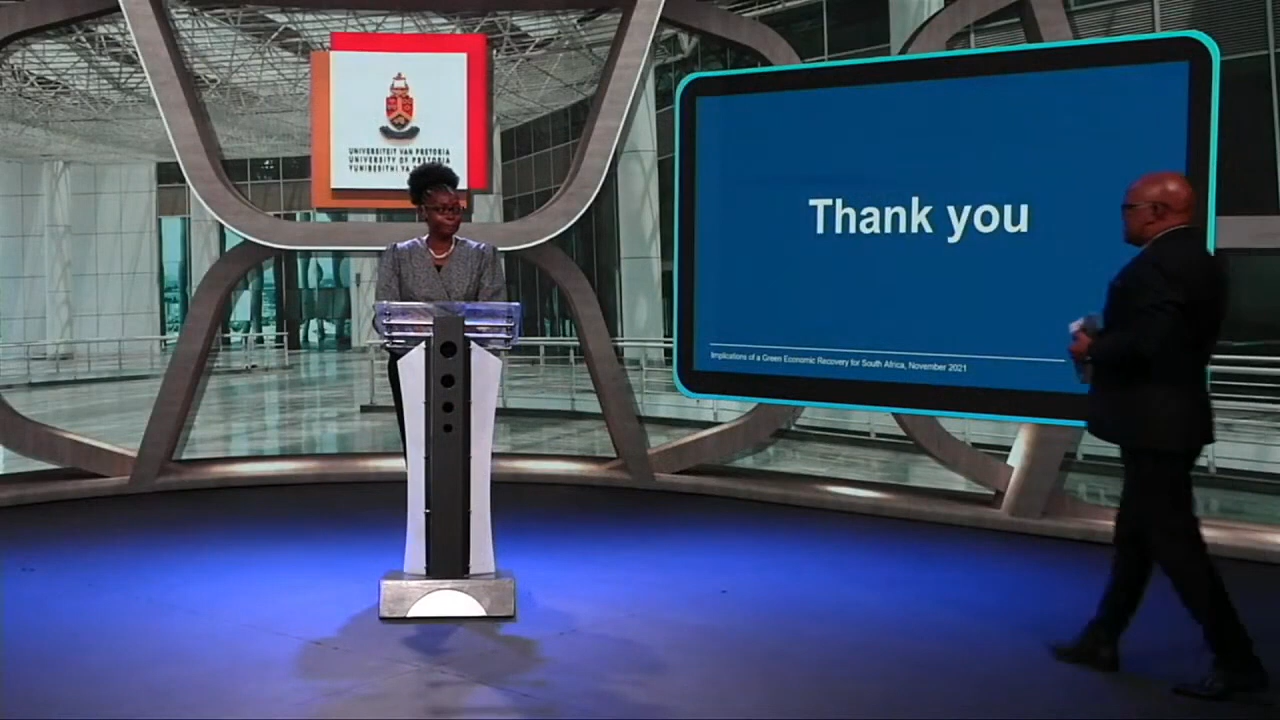 UNIVERSITEIT VAN PRETORIA
UNIVERSITY OF PRETORIA
YUNIBESITHI YA
Thank you
Implications of a Green Economic Recovery for South Africa, November 2021